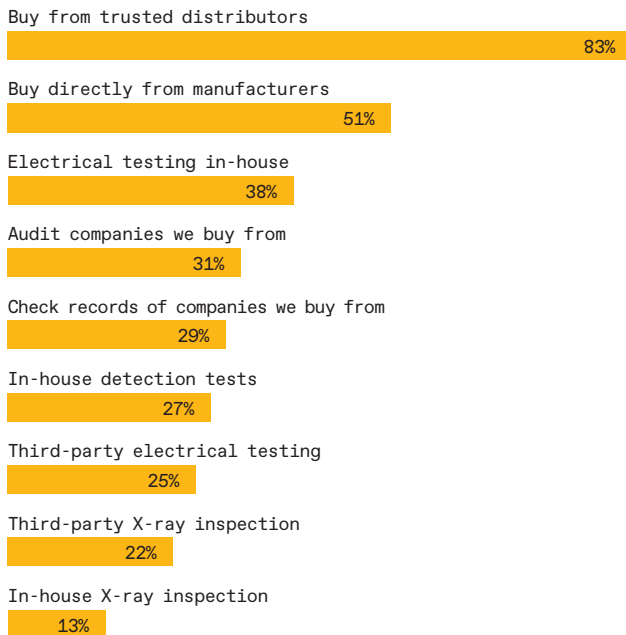 Buy from trusted distributors
83%
Buy directly from manufacturers
51%
Electrical testing in-house
38%
Audit companies we buy from
31%
Check records of companies we buy from
29%
In-house detection tests
27%
Third-party electrical testing
25%
Third-party X-ray inspection
22%
In-house X-ray inspection
13%